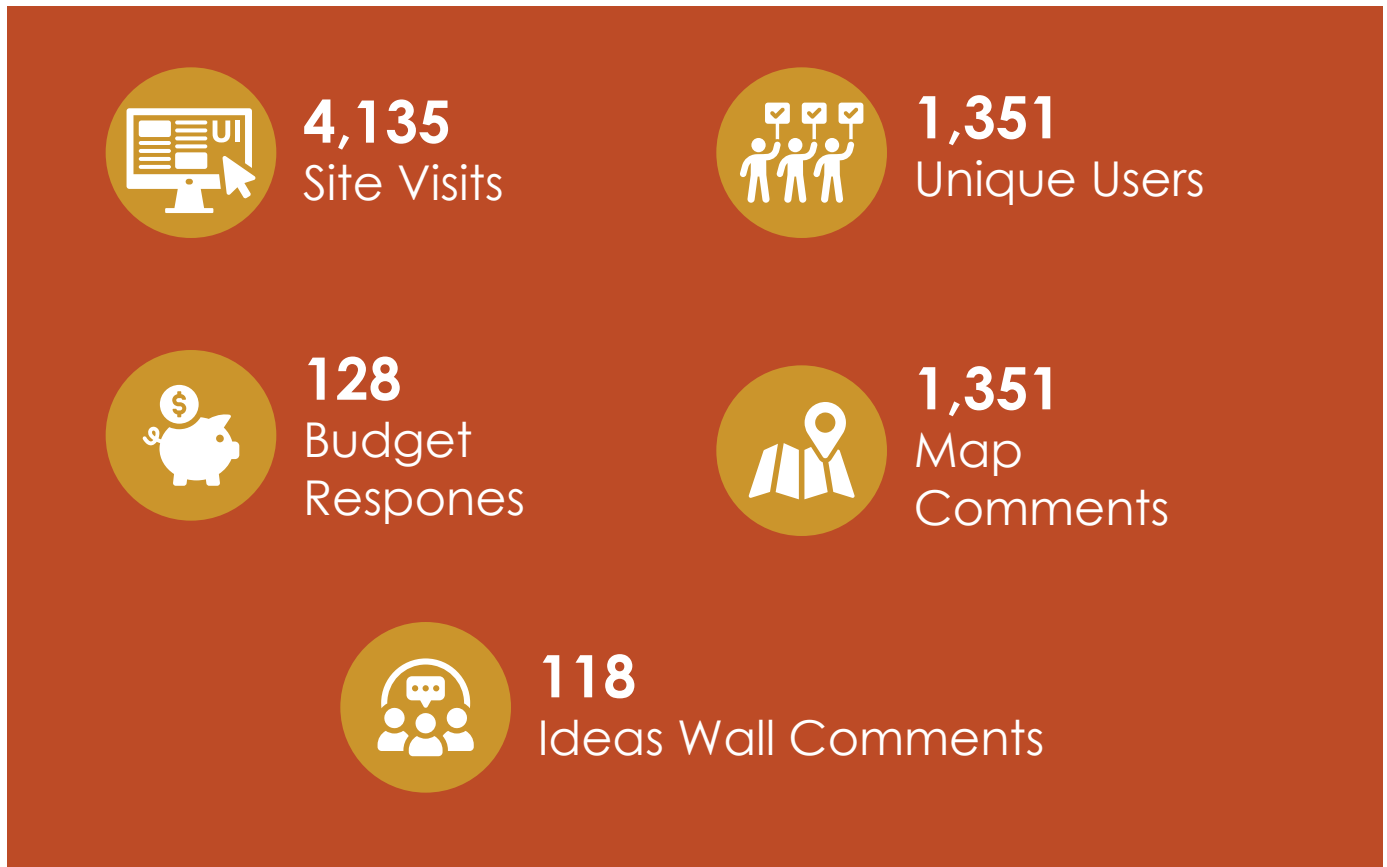 UI
4,135
Site Visits
1,351
Unique Users
128
Budget
Respones
1,351
Map
Comments
118
Ideas Wall Comments